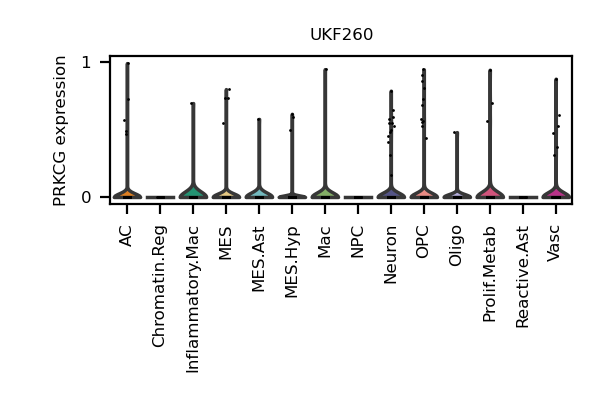 UKF260
PRKCG expression
1
0
AC
Chromatin.Reg
Inflammatory.Mac
MES
MES.Ast
MES.Hyp
Mac
NPC
Neuron
OPC
Oligo
Prolif.Metab
Reactive.Ast
Vasc